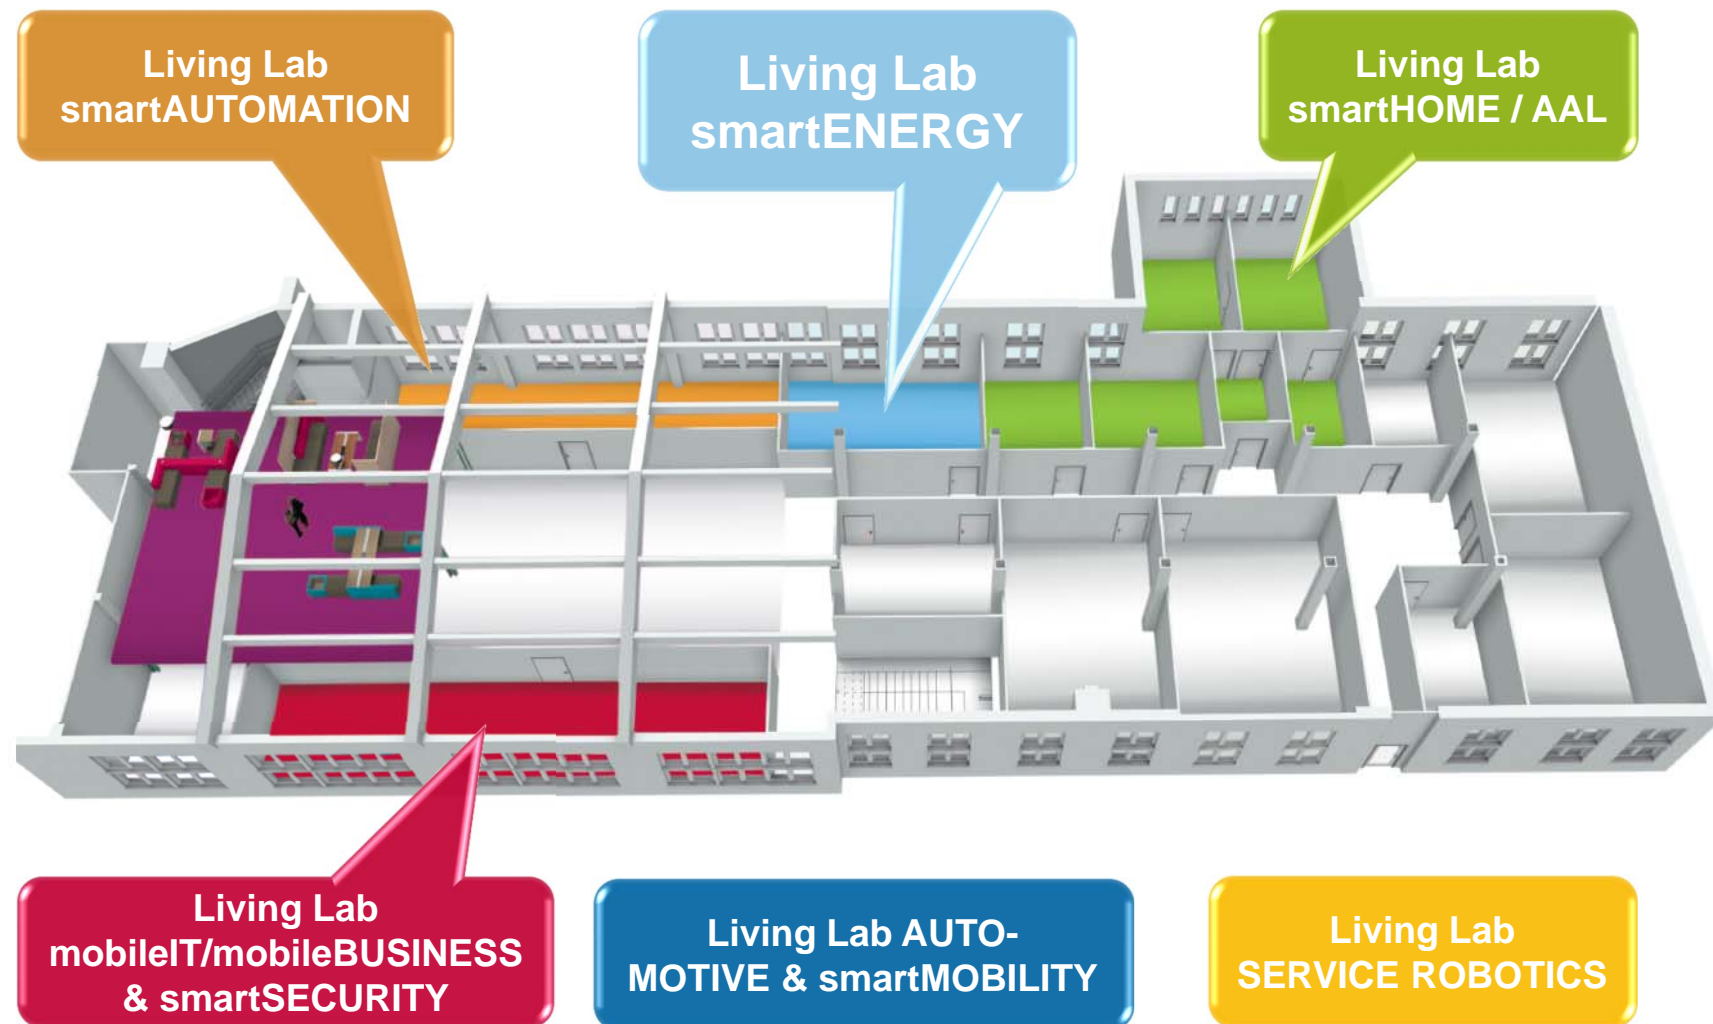 Living Lab
smartAUTOMATION
Living Lab
smartENERGY
Living Lab
smartHOME / AAL
Living Lab
mobileIT/mobileBUSINESS
& smartSECURITY
Living Lab AUTO-
MOTIVE & smartMOBILITY
Living Lab
SERVICE ROBOTICS